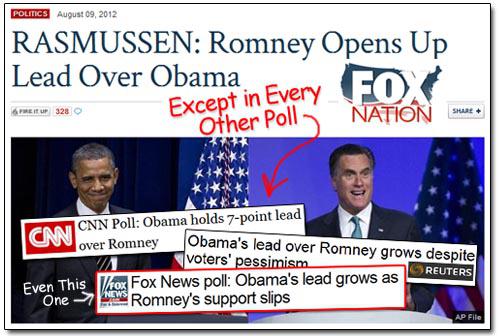 POLITICS August 09, 2012
RASMUSSEN: Romney Opens Up
Lead Over Obama
FOX
NATION
FIRE IT UP 328
SHARE +
Except in Every
Other Poll
CNN
CNN Poll: Obama holds 7-point lead
over Romney
Obama's lead over Romney grows despite
voters' pessimism
REUTERS
Even This
One
FOX
NEWS
Fox News poll: Obama's lead grows as
Romney's support slips
AP File